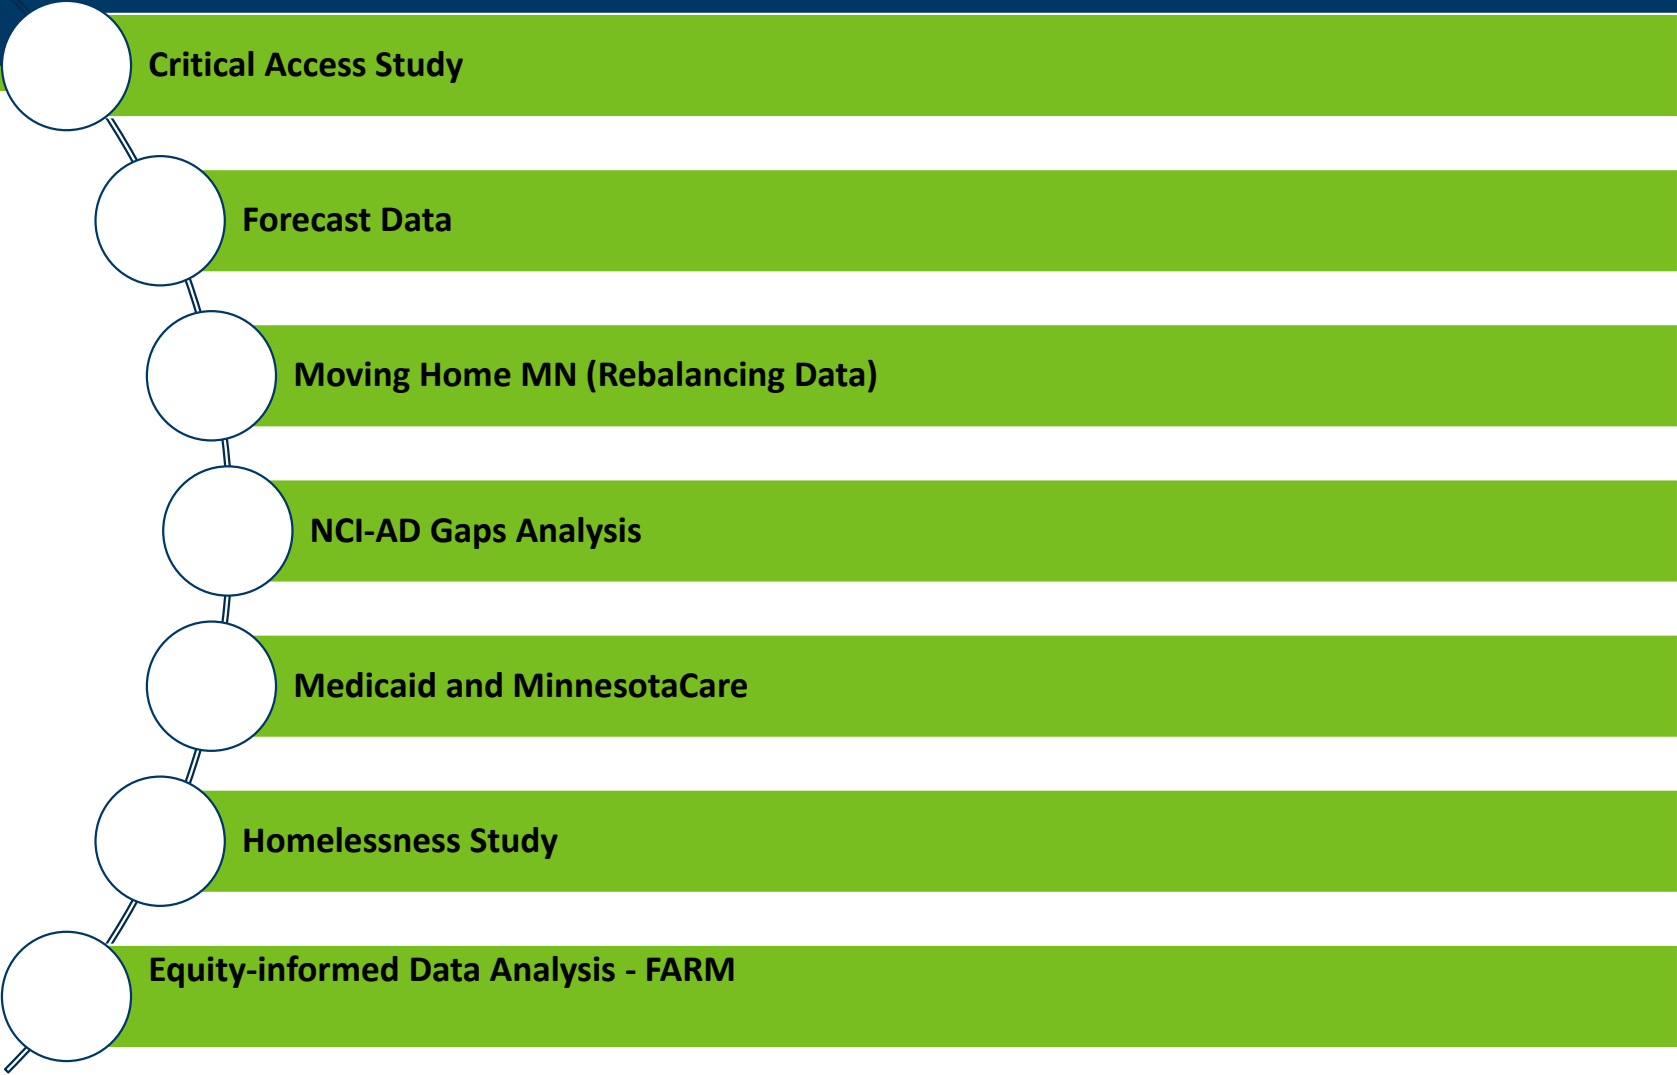 Critical Access Study
Forecast Data
Moving Home MN (Rebalancing Data)
NCI-AD Gaps Analysis
Medicaid and MinnesotaCare
Homelessness Study
Equity-informed Data Analysis - FARM